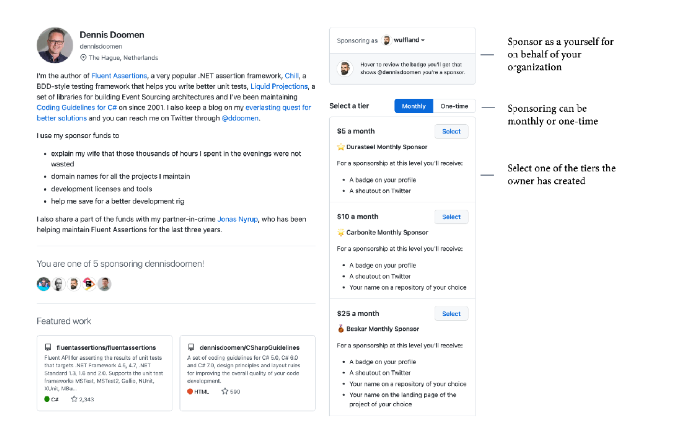 Dennis Doomen
dennisdoomen
The Hague, Netherlands
I'm the author of Fluent Assertions, a very popular .NET assertion framework, Chill, a
BDD-style testing framework that helps you write better unit tests, Liquid Projections, a
set of libraries for building Event Sourcing architectures and I've been maintaining
Coding Guidelines for C# on since 2001. I also keep a blog on my everlasting quest for
better solutions and you can reach me on Twitter through @ddoomen.
I use my sponsor funds to
• explain my wife that those thousands of hours I spent in the evenings were not
wasted
• domain names for all the projects I maintain
• development licenses and tools
• help me save for a better development rig
I also share a part of the funds with my partner-in-crime Jonas Nyrup, who has been
helping maintain Fluent Assertions for the last three years.
You are one of 5 sponsoring dennisdoomen!
Featured work
fluentassertions/fluentassertions
Fluent API for asserting the results of unit tests
that targets .NET Framework 4.5, 4.7, .NET
Standard 1.3, 1.6 and 2.0. Supports the unit test
frameworks MSTest, MSTest2, Gallio, NUnit,
XUnit, NBehave
C# 2,343
dennisdoomen/CSharpGuidelines
A set of coding guidelines for C# 5.0, C# 6.0
and C# 7.0, design principles and layout rules
for improving the overall quality of your code
development.
HTML 590
Sponsoring as wulfland
Hover to review the badge you'll get that
shows @dennisdoomen you're a sponsor.
Select a tier Monthly One-time
$5 a month Select
Durasteel Monthly Sponsor
For a sponsorship at this level you'll receive:
• A badge on your profile
• A shoutout on Twitter
$10 a month Select
Carbonite Monthly Sponsor
For a sponsorship at this level you'll receive:
• A badge on your profile
• A shoutout on Twitter
• Your name on a repository of your choice
$25 a month Select
Beskar Monthly Sponsor
For a sponsorship at this level you'll receive:
• A badge on your profile
• A shoutout on Twitter
• Your name on a repository of your choice
• Your name on the landing page of the
project of your choice
Sponsor as a yourself for
on behalf of your
organization
Sponsoring can be
monthly or one-time
Select one of the tiers the
owner has created